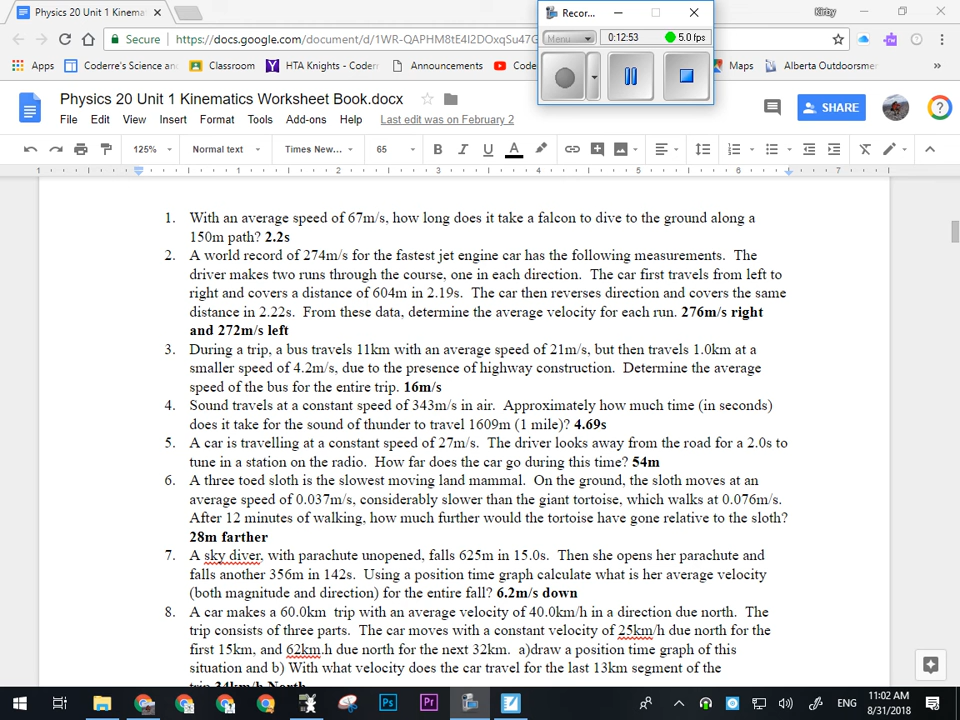 Physics 20 Unit 1 Kinema
Recor...
Kirby
Menu
0:12:53
5.0 fps
Secure
https://docs.google.com/document/d/1WR-QAPHM8tE4I2DOxqSu47G
Apps
Coderre's Science
Classroom
HTA Knights - Coder
Announcements
Code
Maps
Alberta Outdoorsme
Physics 20 Unit 1 Kinematics Worksheet Book.docx
SHARE
File Edit View Insert Format Tools Add-ons Help Last edit was on February 2
125% Normal text Times New... 65
1 1 2 3 4 5 6 7
1. With an average speed of 67m/s, how long does it take a falcon to dive to the ground along a
150m path? 2.2s
2. A world record of 274m/s for the fastest jet engine car has the following measurements. The
driver makes two runs through the course, one in each direction. The car first travels from left to
right and covers a distance of 604m in 2.19s. The car then reverses direction and covers the same
distance in 2.22s. From these data, determine the average velocity for each run. 276m/s right
and 272m/s left
3. During a trip, a bus travels 11km with an average speed of 21m/s, but then travels 1.0km at a
smaller speed of 4.2m/s, due to the presence of highway construction. Determine the average
speed of the bus for the entire trip. 16m/s
4. Sound travels at a constant speed of 343m/s in air. Approximately how much time (in seconds)
does it take for the sound of thunder to travel 1609m (1 mile)? 4.69s
5. A car is travelling at a constant speed of 27m/s. The driver looks away from the road for a 2.0s to
tune in a station on the radio. How far does the car go during this time? 54m
6. A three toed sloth is the slowest moving land mammal. On the ground, the sloth moves at an
average speed of 0.037m/s, considerably slower than the giant tortoise, which walks at 0.076m/s.
After 12 minutes of walking, how much further would the tortoise have gone relative to the sloth?
28m farther
7. A sky diver, with parachute unopened, falls 625m in 15.0s. Then she opens her parachute and
falls another 356m in 142s. Using a position time graph calculate what is her average velocity
(both magnitude and direction) for the entire fall? 6.2m/s down
8. A car makes a 60.0km trip with an average velocity of 40.0km/h in a direction due north. The
trip consists of three parts. The car moves with a constant velocity of 25km/h due north for the
first 15km, and 62km.h due north for the next 32km. a)draw a position time graph of this
situation and b) With what velocity does the car travel for the last 13km segment of the
trip 34km/h North
ENG
11:02 AM
8/31/2018